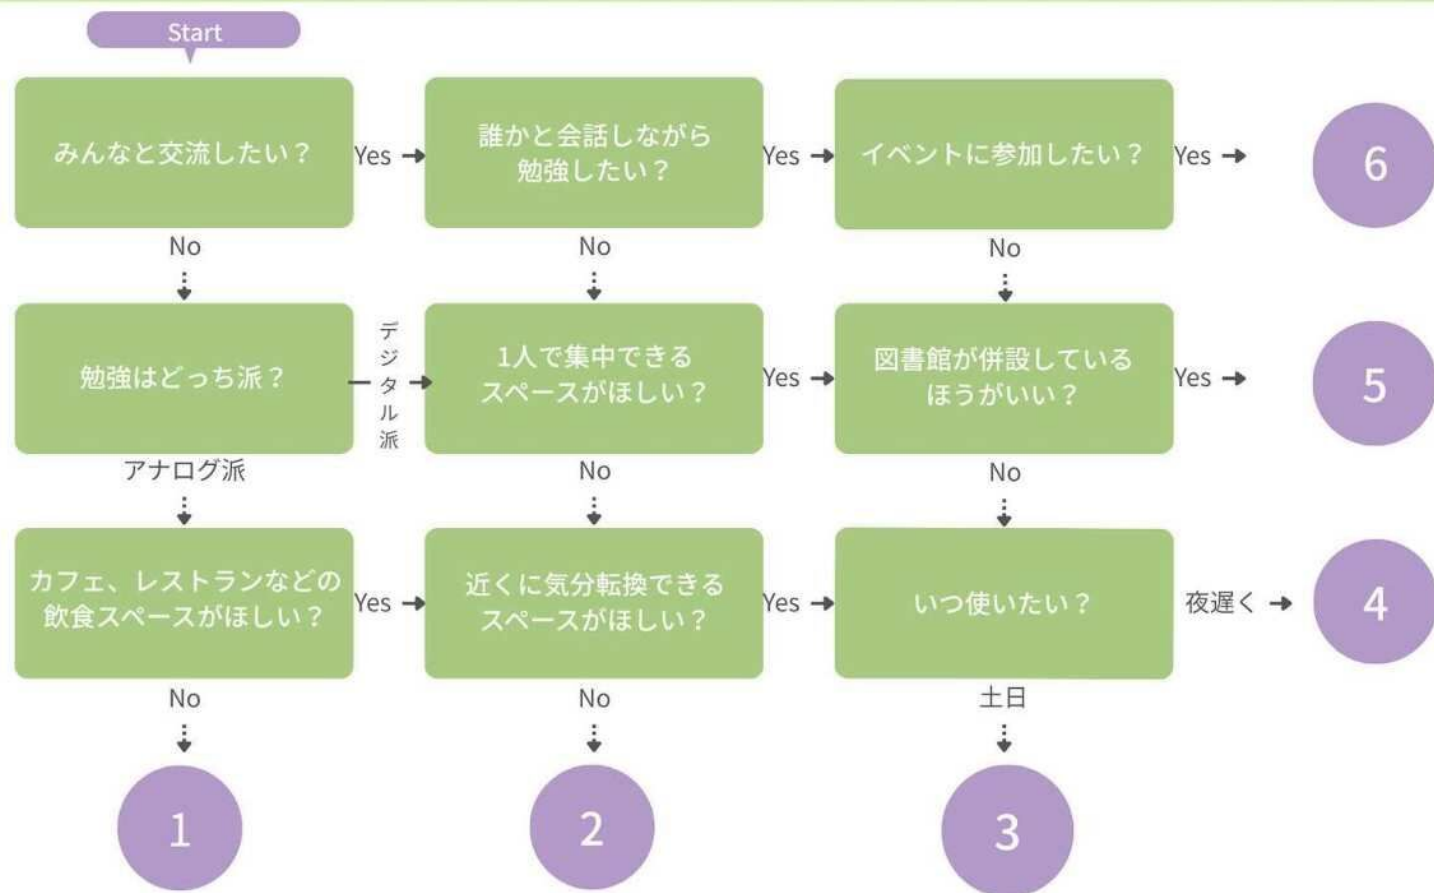 Start
みんなと交流したい？
Yes
誰かと会話しながら
勉強したい？
Yes
イベントに参加したい？
Yes
6
No
No
No
勉強はどっち派？
デジタル派
1人で集中できる
スペースがほしい？
Yes
図書館が併設している
ほうがいい？
Yes
5
アナログ派
No
No
カフェ、レストランなどの
飲食スペースがほしい？
Yes
近くに気分転換できる
スペースがほしい？
Yes
いつ使いたい？
夜遅く
4
No
No
土日
1
2
3